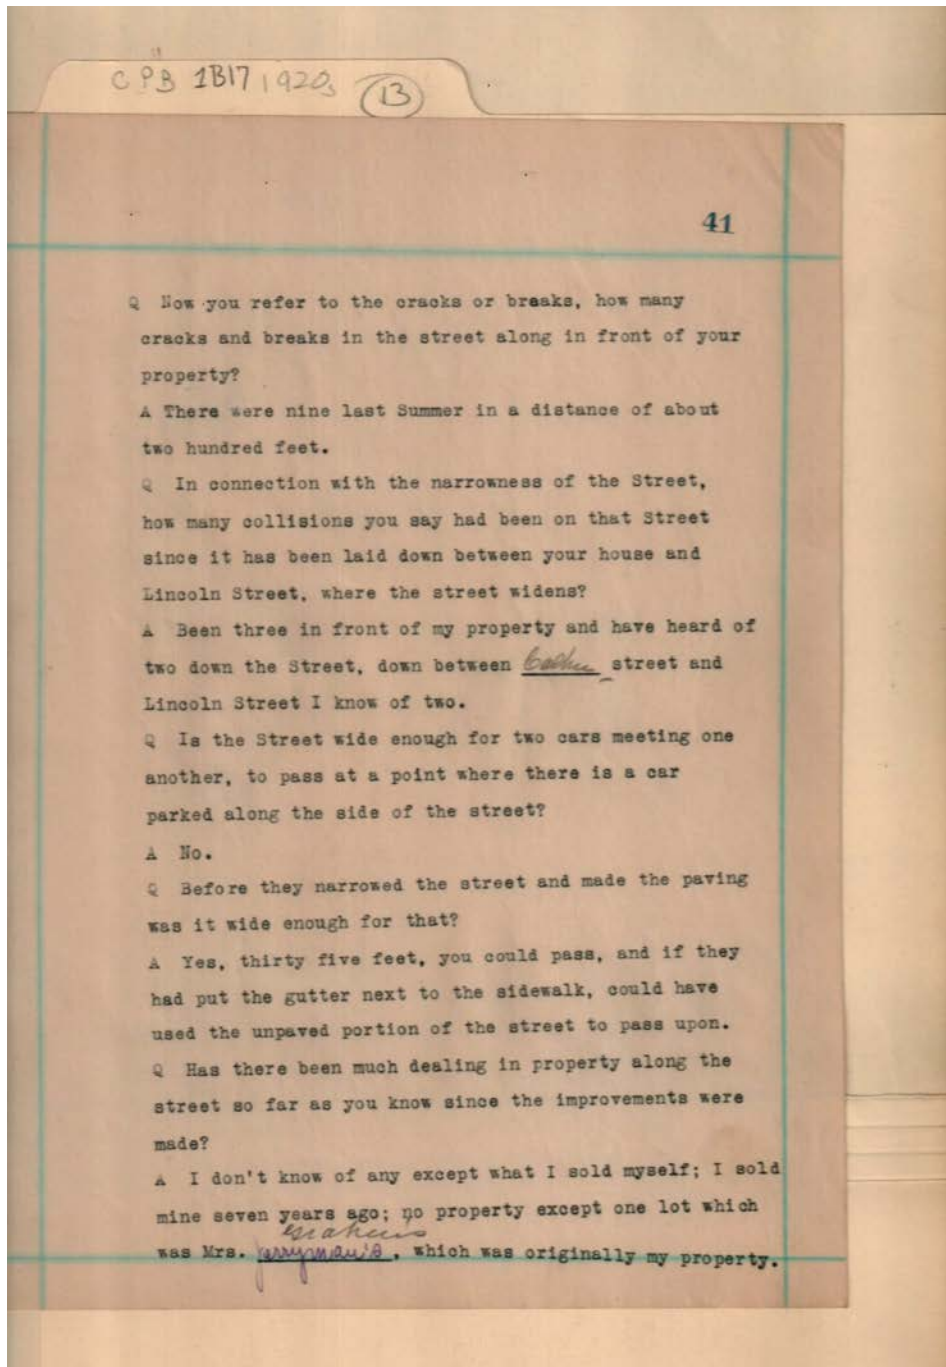 CPB 1B17 1920s 13
41
Q Now you refer to the cracks or breaks, how many
cracks and breaks in the street along in front of your
property?
A There were nine last Summer in a distance of about
two hundred feet.
Q In connection with the narrowness of the Street,
how many collisions you say had been on that Street
since it has been laid down between your house and
Lincoln Street, where the street widens?
A Been three in front of my property and have heard of
two down the Street, down between street and
Lincoln Street I know of two.
Q Is the Street wide enough for two cars meeting one
another, to pass at a point where there is a car
parked along the side of the street?
A No.
Q Before they narrowed the street and made the paving
was it wide enough for that?
A Yes, thirty five feet, you could pass, and if they
had put the gutter next to the sidewalk, could have
used the unpaved portion of the street to pass upon.
Q Has there been much dealing in property along the
street so far as you know since the improvements were
made?
A I don't know of any except what I sold myself; I sold
mine seven years ago; no property except one lot which
was Mrs. Jerryman's, which was originally my property.